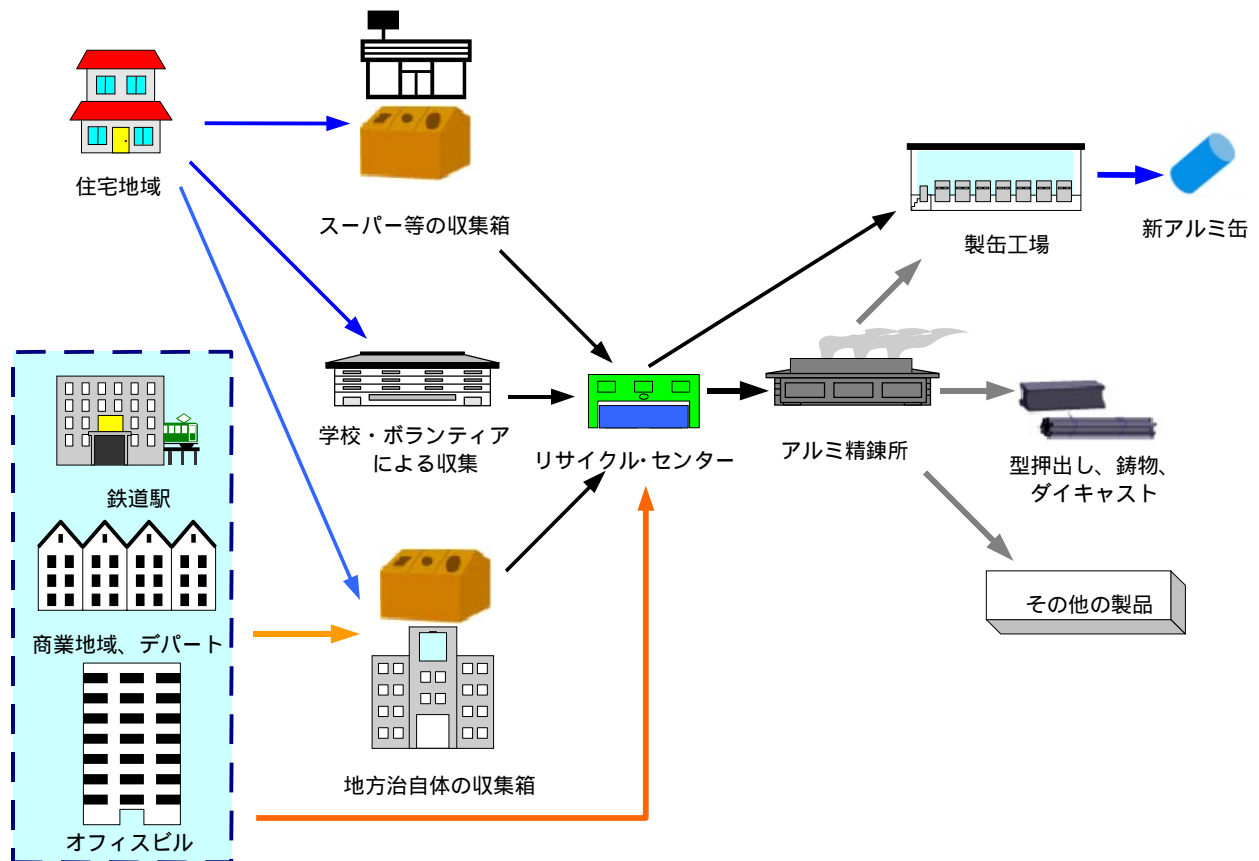 住宅地域
スーパー等の収集箱
製缶工場
新アルミ缶
学校・ボランティア
による収集
リサイクル・センター
アルミ精錬所
型押出し、鋳物、
ダイキャスト
鉄道駅
その他の製品
商業地域、デパート
地方治自体の収集箱
オフィスビル